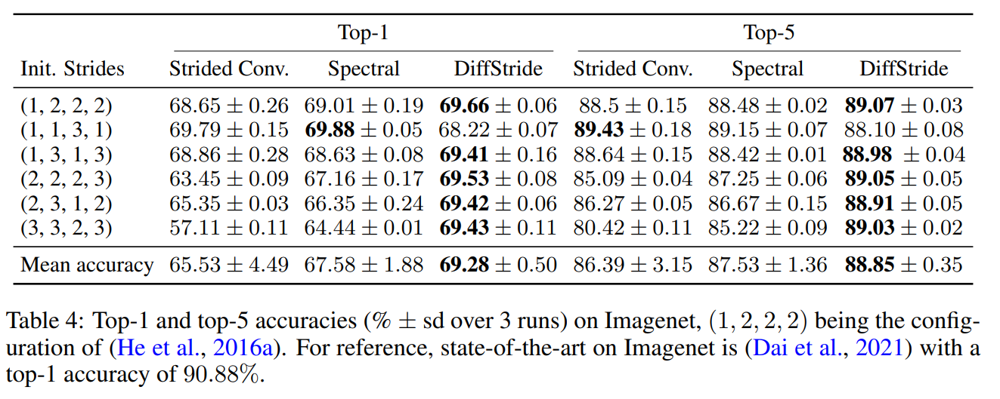 Top-1 Top-5
Init. Strides Strided Conv. Spectral DiffStride Strided Conv. Spectral DiffStride
(1, 2, 2, 2) 68.65 ± 0.26 69.01 ± 0.19 69.66 ± 0.06 88.5 ± 0.15 88.48 ± 0.02 89.07 ± 0.03
(1, 1, 3, 1) 69.79 ± 0.15 69.88 ± 0.05 68.22 ± 0.07 89.43 ± 0.18 89.15 ± 0.07 88.10 ± 0.08
(1, 3, 1, 3) 68.86 ± 0.28 68.63 ± 0.08 69.41 ± 0.16 88.64 ± 0.15 88.42 ± 0.01 88.98 ± 0.04
(2, 2, 2, 3) 63.45 ± 0.09 67.16 ± 0.17 69.53 ± 0.08 85.09 ± 0.04 87.25 ± 0.06 89.05 ± 0.05
(2, 3, 1, 2) 65.35 ± 0.03 66.35 ± 0.24 69.42 ± 0.06 86.27 ± 0.05 86.67 ± 0.15 88.91 ± 0.05
(3, 3, 2, 3) 57.11 ± 0.11 64.44 ± 0.01 69.43 ± 0.11 80.42 ± 0.11 85.22 ± 0.09 89.03 ± 0.02
Mean accuracy 65.53 ± 4.49 67.58 ± 1.88 69.28 ± 0.50 86.39 ± 3.15 87.53 ± 1.36 88.85 ± 0.35
Table 4: Top-1 and top-5 accuracies (% ± sd over 3 runs) on Imagenet, (1, 2, 2, 2) being the config-
uration of (He et al., 2016a). For reference, state-of-the-art on Imagenet is (Dai et al., 2021) with a
top-1 accuracy of 90.88%.